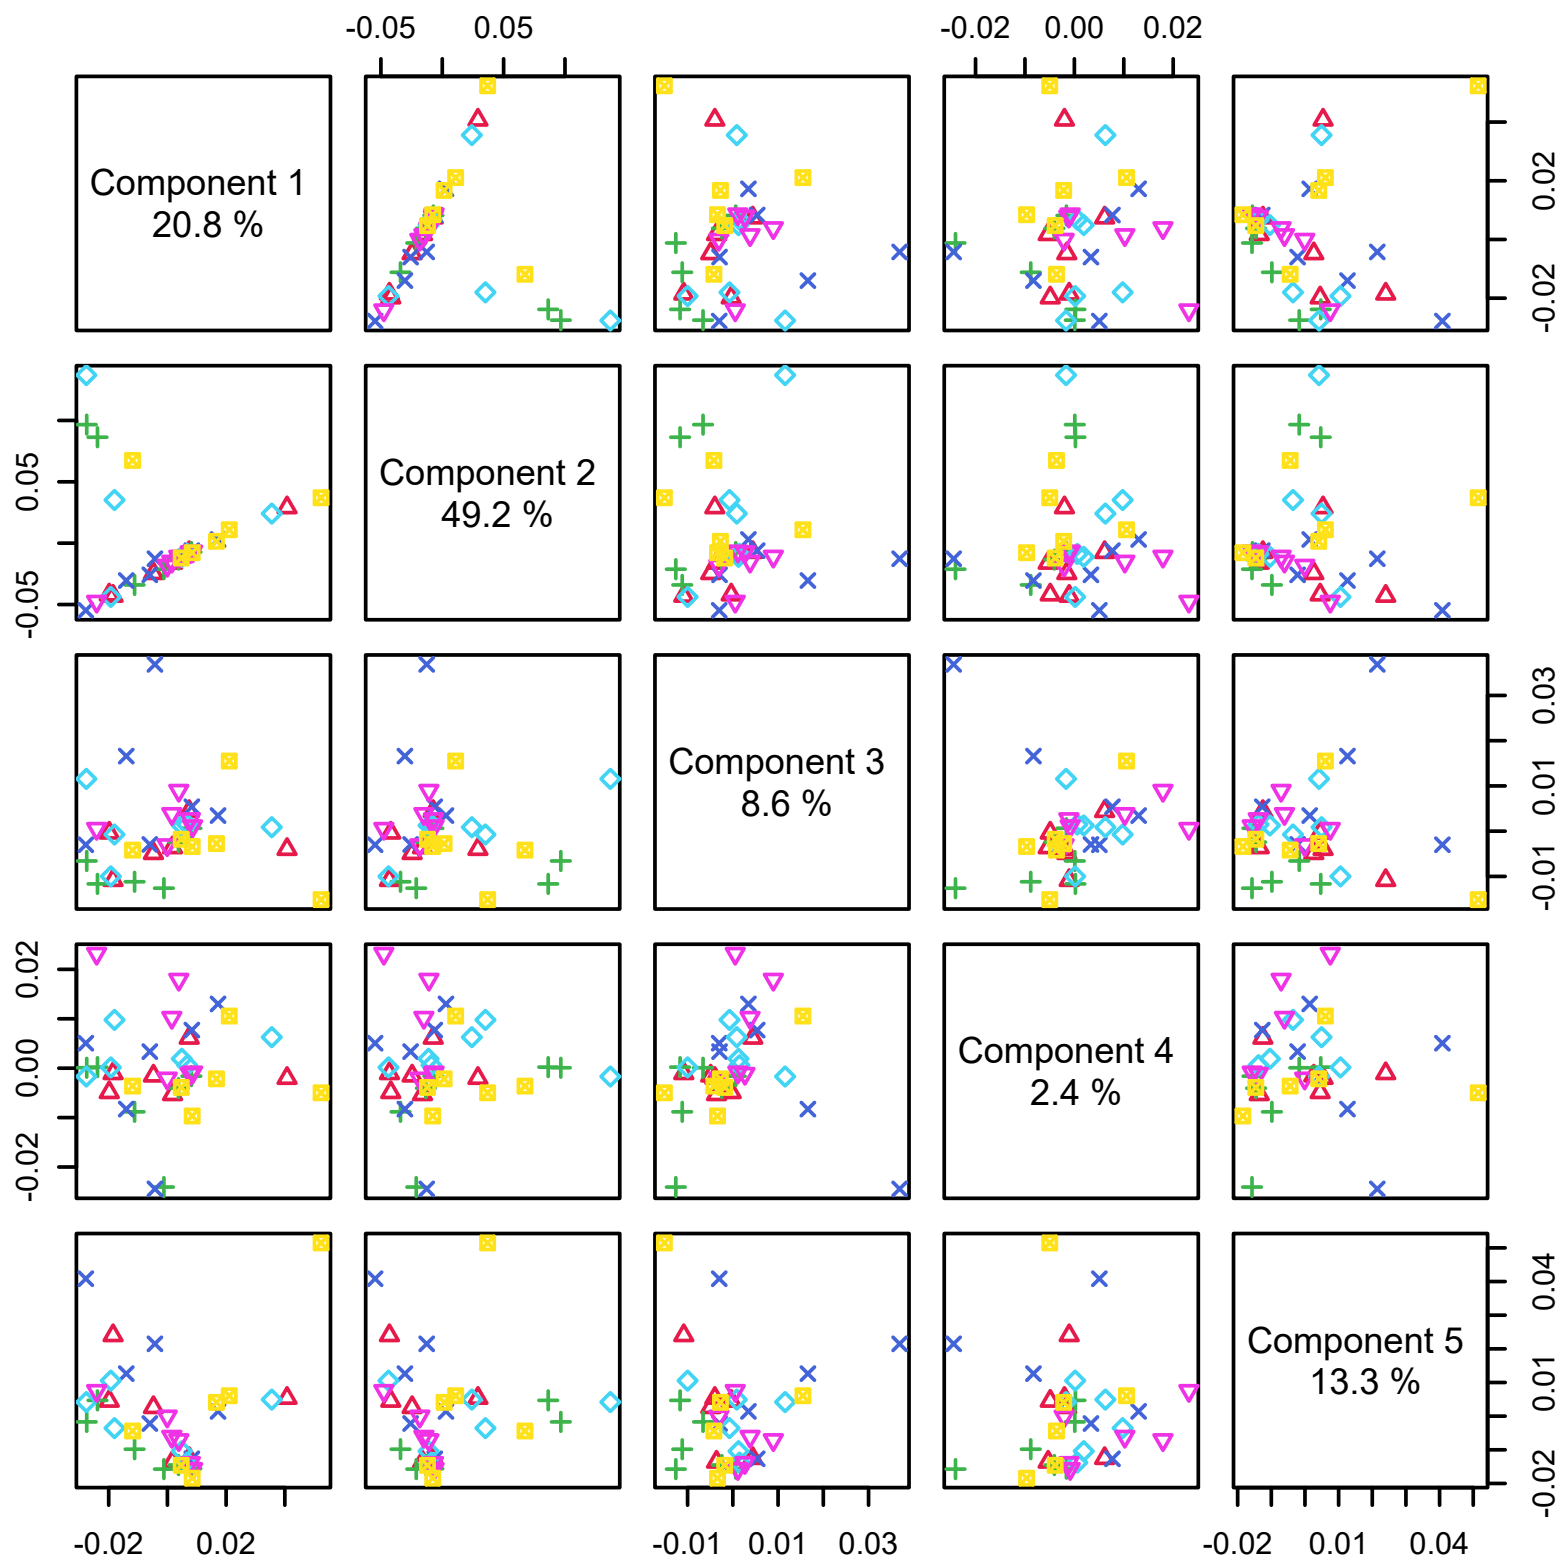 -0.05 0.05
-0.02 0.00 0.02
Component 1
20.8 %
-0.02 0.02
-0.05 0.05
Component 2
49.2 %
Component 3
8.6 %
-0.01 0.01 0.03
-0.02 0.00 0.02
Component 4
2.4 %
Component 5
13.3 %
-0.02 0.01 0.04
-0.02 0.02
-0.01 0.01 0.03
-0.02 0.01 0.04